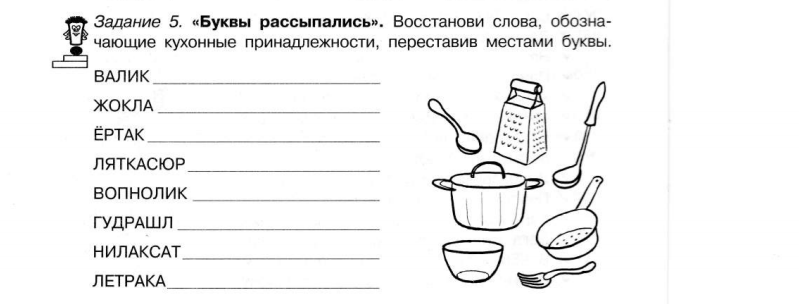 Задание 5. «Буквы рассыпались». Восстанови слова, обозна-
чающие кухонные принадлежности, переставив местами буквы.
ВАЛИК
ЖОКЛА
ЁРТАК
ЛЯТКАСЮР
ВОПНОЛИК
ГУДРАШЛ
НИЛАКСАТ
ЛЕТРАКА